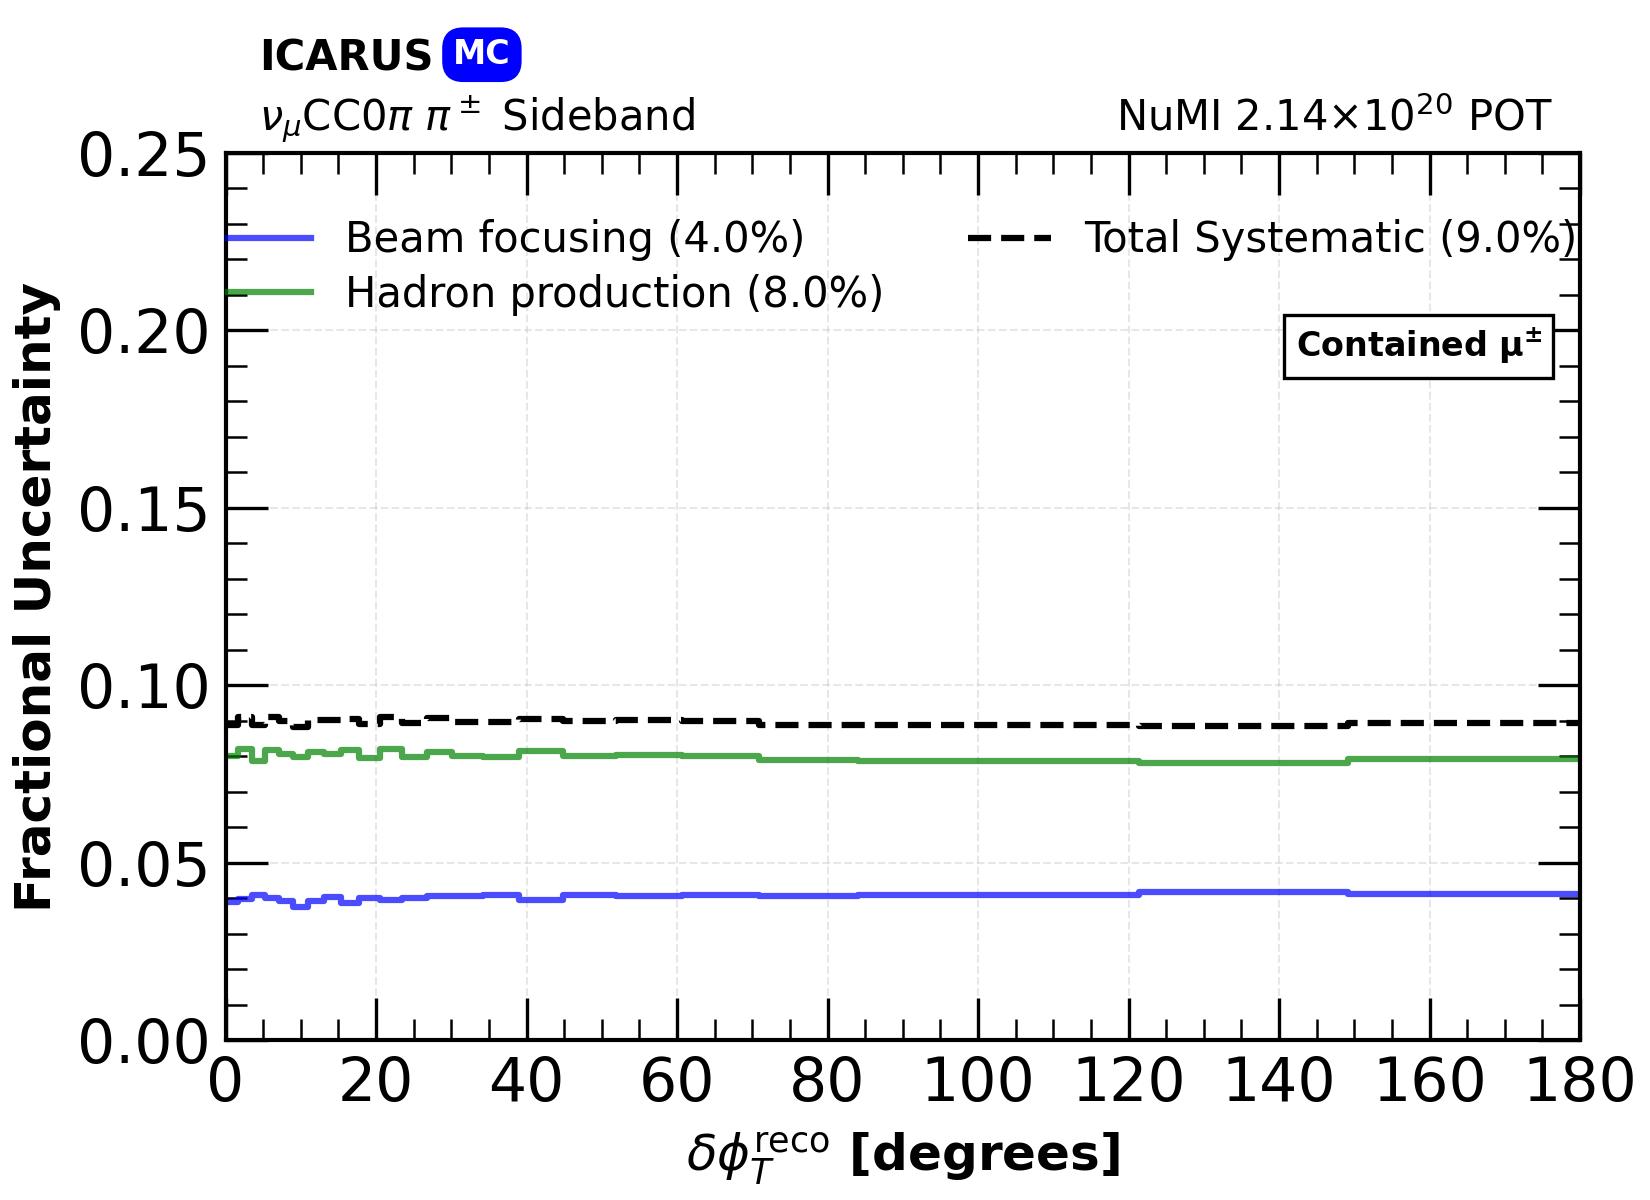 ICARUS MC
νμCC0π π± Sideband
NuMI 2.14×10²⁰ POT
Fractional Uncertainty
0.25
0.20
0.15
0.10
0.05
0.00
Beam focusing (4.0%)
Hadron production (8.0%)
Total Systematic (9.0%)
Contained μ±
0 20 40 60 80 100 120 140 160 180
δϕT^reco [degrees]